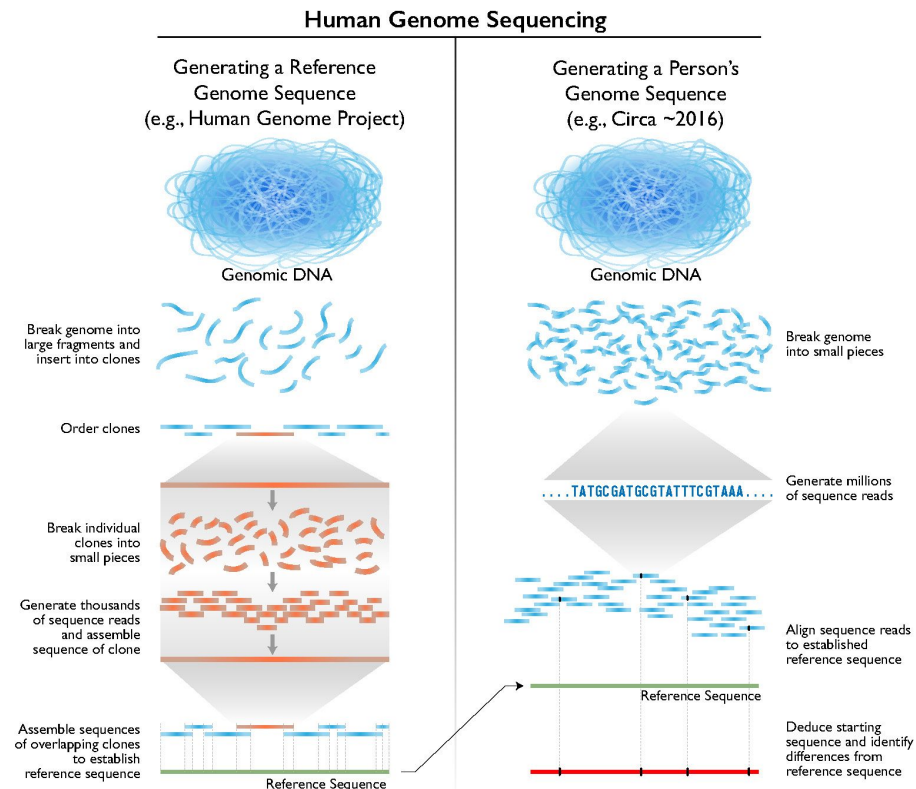 Human Genome Sequencing
Generating a Reference
Genome Sequence
(e.g., Human Genome Project)
Genomic DNA
Break genome into
large fragments and
insert into clones
Order clones
Break individual
clones into
small pieces
Generate thousands
of sequence reads
and assemble
sequence of clone
Assemble sequences
of overlapping clones
to establish
reference sequence
Reference Sequence
Generating a Person's
Genome Sequence
(e.g., Circa ~2016)
Genomic DNA
Break genome
into small pieces
Generate millions
of sequence reads
....TATGCGATGCGTATTTCGTAAA....
Align sequence reads
to established
reference sequence
Reference Sequence
Deduce starting
sequence and identify
differences from
reference sequence